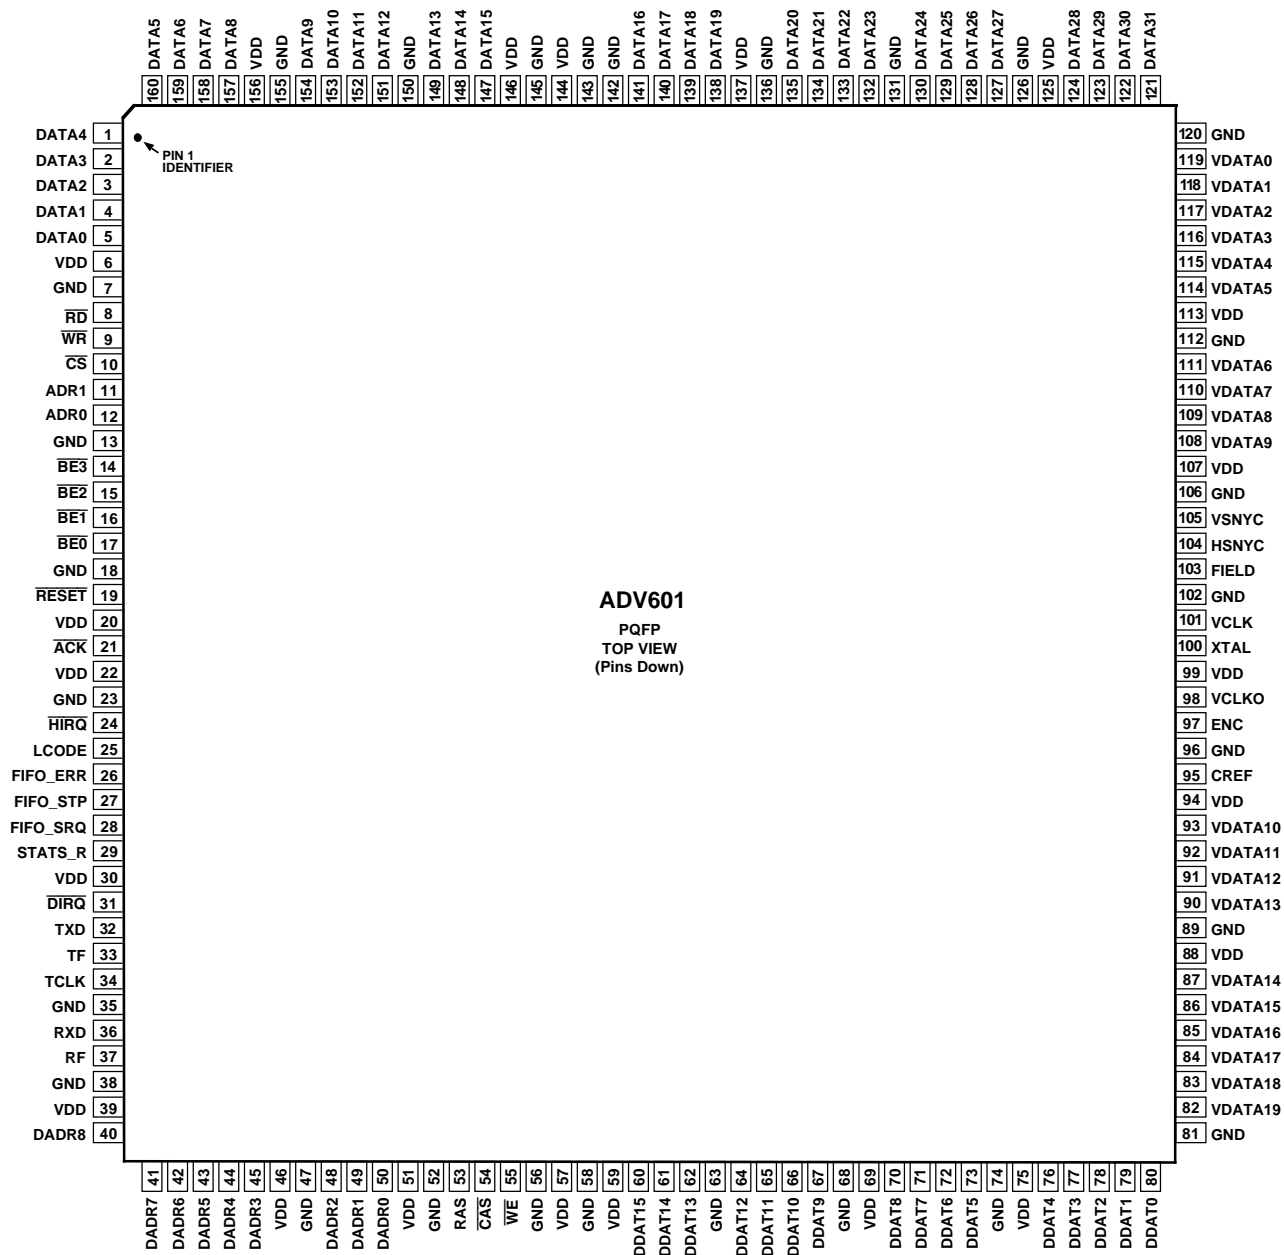 160 DATA5
159 DATA6
158 DATA7
157 DATA8
156 VDD
155 GND
154 DATA9
153 DATA10
152 DATA11
151 DATA12
150 GND
149 DATA13
148 DATA14
147 DATA15
146 VDD
145 GND
144 VDD
143 GND
142 GND
141 DATA16
140 DATA17
139 DATA18
138 DATA19
137 VDD
136 GND
135 DATA20
134 DATA21
133 DATA22
132 DATA23
131 GND
130 DATA24
129 DATA25
128 DATA26
127 DATA27
126 GND
125 VDD
124 DATA28
123 DATA29
122 DATA30
121 DATA31
DATA4 1
DATA3 2
DATA2 3
DATA1 4
DATA0 5
VDD 6
GND 7
RD 8
WR 9
CS 10
ADR1 11
ADR0 12
GND 13
BE3 14
BE2 15
BE1 16
BE0 17
GND 18
RESET 19
VDD 20
ACK 21
VDD 22
GND 23
HIRQ 24
LCODE 25
FIFO_ERR 26
FIFO_STP 27
FIFO_SRQ 28
STATS_R 29
VDD 30
DIRQ 31
TXD 32
TF 33
TCLK 34
GND 35
RXD 36
RF 37
GND 38
VDD 39
DADR8 40
PIN 1
IDENTIFIER
ADV601
PQFP
TOP VIEW
(Pins Down)
120 GND
119 VDATA0
118 VDATA1
117 VDATA2
116 VDATA3
115 VDATA4
114 VDATA5
113 VDD
112 GND
111 VDATA6
110 VDATA7
109 VDATA8
108 VDATA9
107 VDD
106 GND
105 VSNYC
104 HSNYC
103 FIELD
102 GND
101 VCLK
100 XTAL
99 VDD
98 VCLKO
97 ENC
96 GND
95 CREF
94 VDD
93 VDATA10
92 VDATA11
91 VDATA12
90 VDATA13
89 GND
88 VDD
87 VDATA14
86 VDATA15
85 VDATA16
84 VDATA17
83 VDATA18
82 VDATA19
81 GND
DADR7 41
DADR6 42
DADR5 43
DADR4 44
DADR3 45
VDD 46
GND 47
DADR2 48
DADR1 49
DADR0 50
VDD 51
GND 52
RAS 53
CAS 54
WE 55
GND 56
VDD 57
GND 58
VDD 59
DDAT15 60
DDAT14 61
DDAT13 62
GND 63
DDAT12 64
DDAT11 65
DDAT10 66
DDAT9 67
GND 68
VDD 69
DDAT8 70
DDAT7 71
DDAT6 72
DDAT5 73
GND 74
VDD 75
DDAT4 76
DDAT3 77
DDAT2 78
DDAT1 79
DDAT0 80